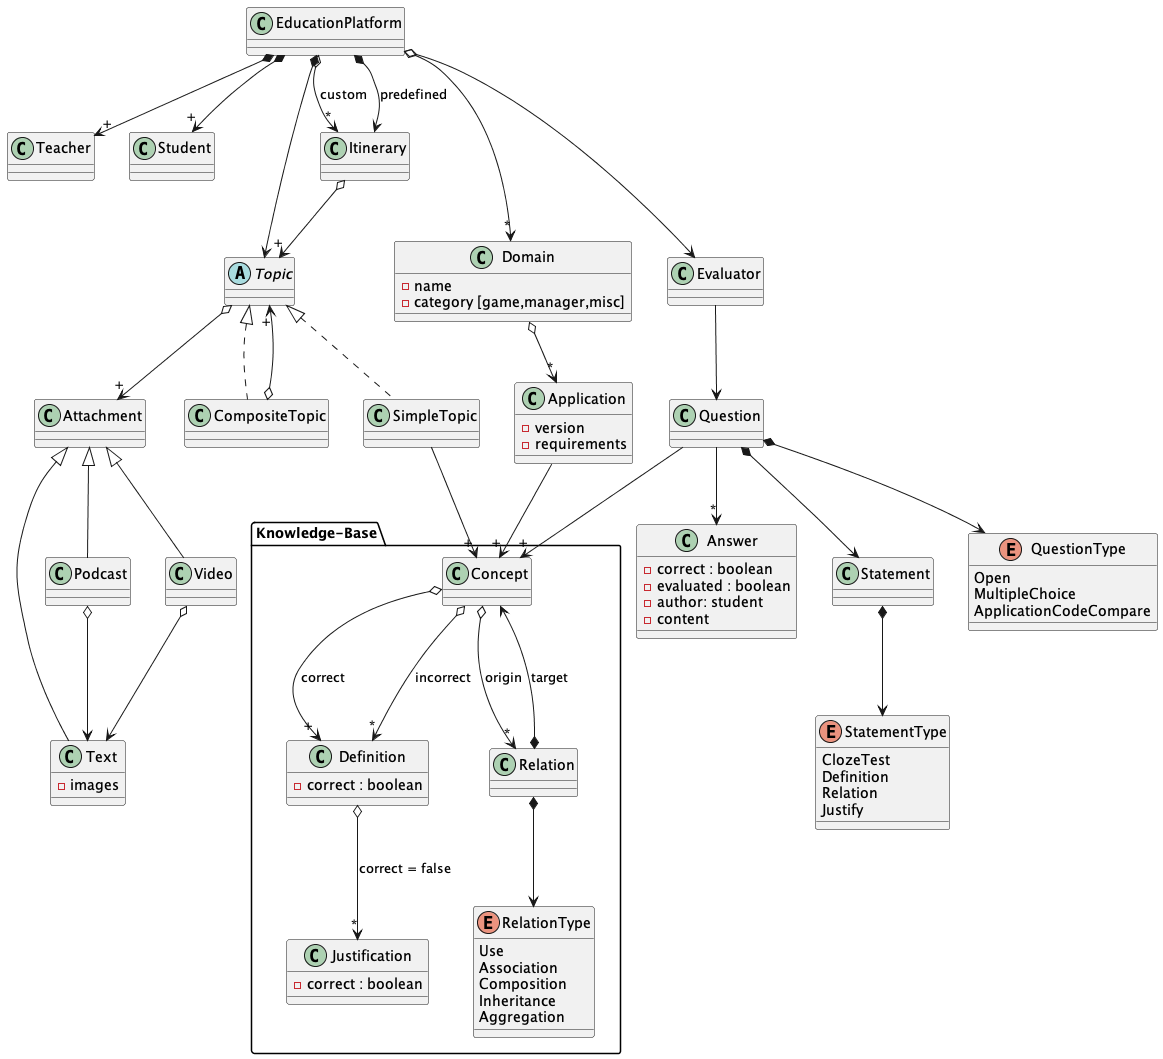 C EducationPlatform
custom
predefined
+
+
*
C Teacher
C Student
C Itinerary
*
+
C Domain
name
category [game,manager,misc]
A Topic
C Evaluator
+
*
+
C Attachment
C CompositeTopic
C SimpleTopic
C Application
version
requirements
C Question
Knowledge-Base
+
+
+
*
C Podcast
C Video
C Concept
C Answer
correct : boolean
evaluated : boolean
author: student
content
C Statement
E QuestionType
Open
MultipleChoice
ApplicationCodeCompare
correct
incorrect
origin
target
+
*
*
C Text
images
C Definition
correct : boolean
C Relation
E StatementType
ClozeTest
Definition
Relation
Justify
correct = false
*
C Justification
correct : boolean
E RelationType
Use
Association
Composition
Inheritance
Aggregation